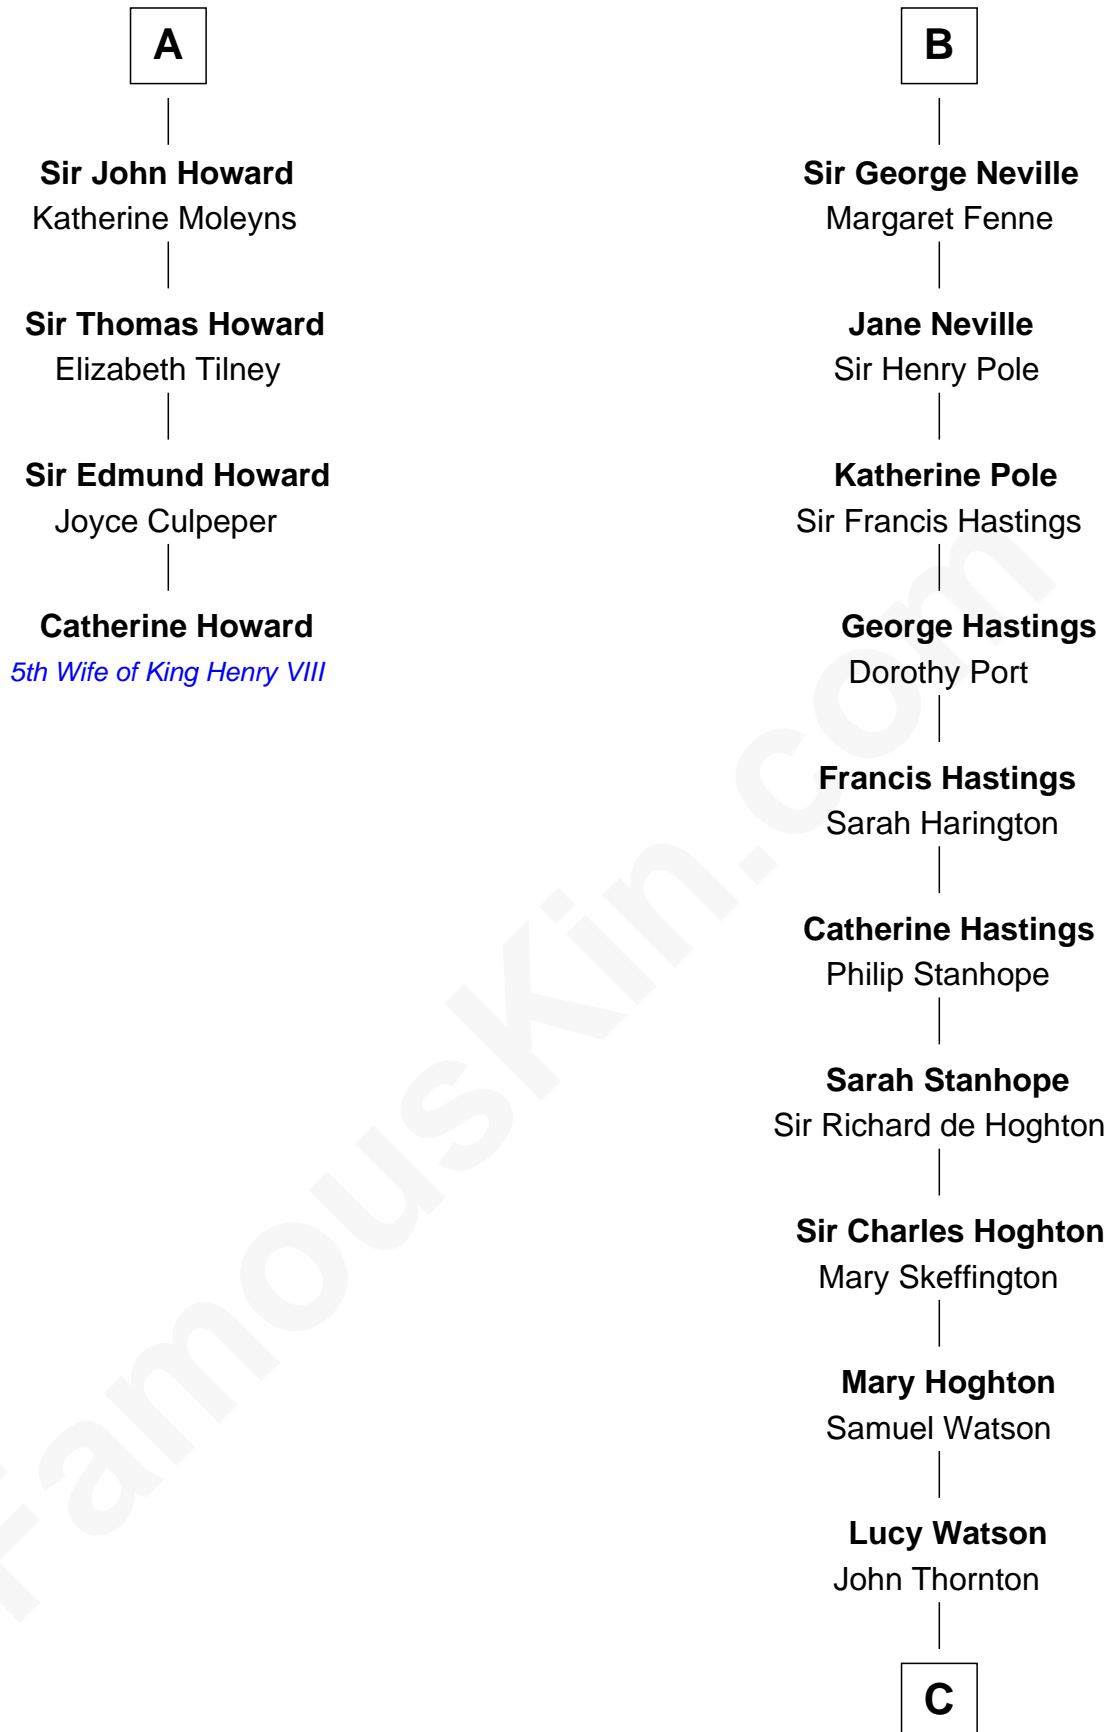 A
Sir John Howard
Katherine Moleyns
Sir Thomas Howard
Elizabeth Tilney
Sir Edmund Howard
Joyce Culpeper
Catherine Howard
5th Wife of King Henry VIII
B
Sir George Neville
Margaret Fenne
Jane Neville
Sir Henry Pole
Katherine Pole
Sir Francis Hastings
George Hastings
Dorothy Port
Francis Hastings
Sarah Harington
Catherine Hastings
Philip Stanhope
Sarah Stanhope
Sir Richard de Hoghton
Sir Charles Hoghton
Mary Skeffington
Mary Hoghton
Samuel Watson
Lucy Watson
John Thornton
C
FamousKin.com